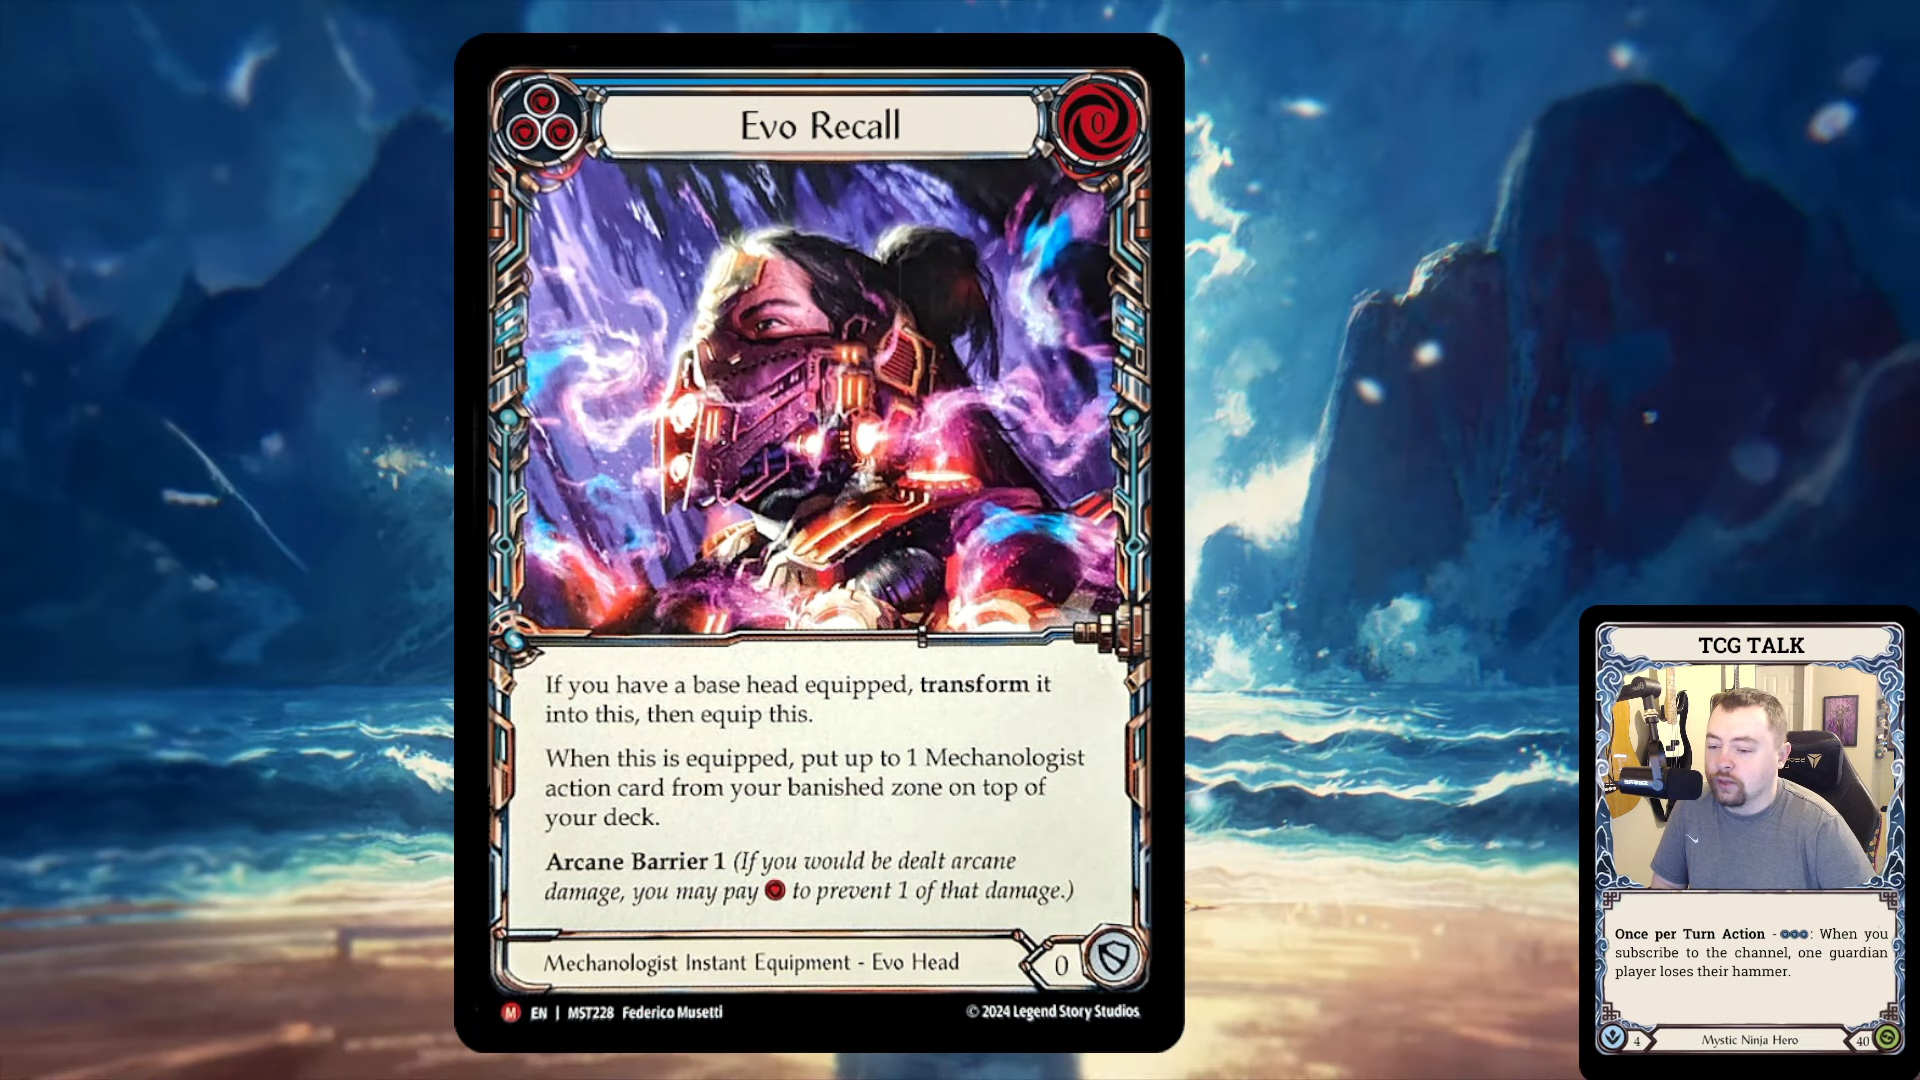 Evo Recall
0
If you have a base head equipped, transform it
into this, then equip this.
When this is equipped, put up to 1 Mechanologist
action card from your banished zone on top of
your deck.
Arcane Barrier 1 (If you would be dealt arcane
damage, you may pay to prevent 1 of that damage.)
Mechanologist Instant Equipment - Evo Head
0
M EN | MST228 Federico Musetti
© 2024 Legend Story Studios
TCG TALK
Once per Turn Action - : When you
subscribe to the channel, one guardian
player loses their hammer.
4
Mystic Ninja Hero
40